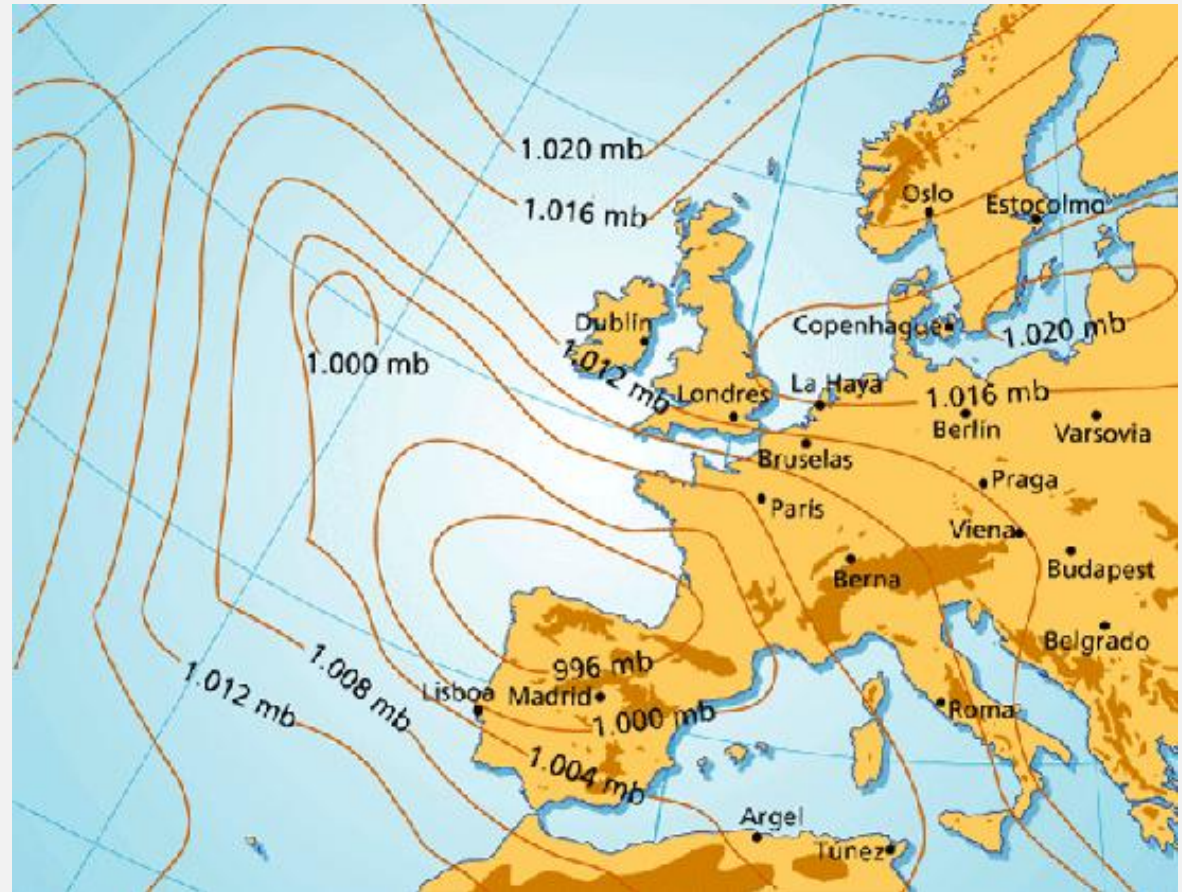 1.020 mb
1.016 mb
Oslo
Estocolmo
Dublín
Copenhague
1.020 mb
1.000 mb
1.012 mb
Londres
La Haya
1.016 mb
Berlín
Varsovia
Bruselas
Praga
París
Viena
Berna
Budapest
Belgrado
996 mb
1.008 mb
1.012 mb
Lisboa
Madrid
1.000 mb
Roma
1.004 mb
Argel
Túnez